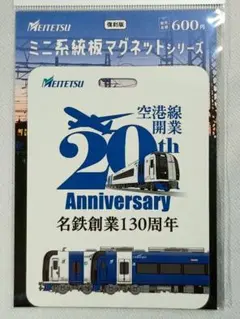 MEITETSU
復刻版
600円
ミニ系統板マグネットシリーズ
MEITETSU
空港線
開業
20th
Anniversary
名鉄創業130周年